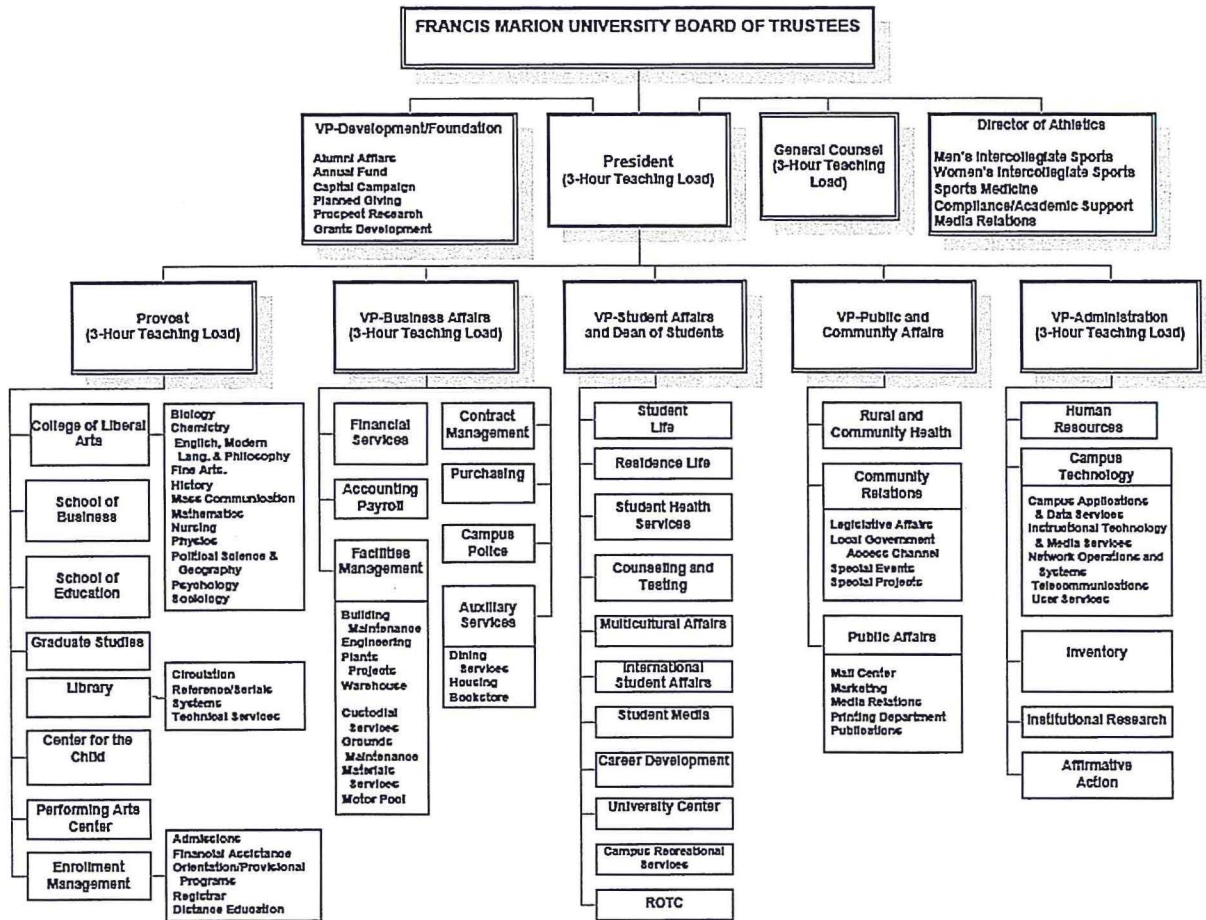 FRANCIS MARION UNIVERSITY BOARD OF TRUSTEES
VP-Development/Foundation
Alumni Affiars
Annual Fund
Capital Campaign
Planned Giving
Prospect Research
Grants Development
President
(3-Hour Teaching Load)
General Counsel
(3-Hour Teaching
Load)
Director of Athletics
Men's Intercollegiate Sports
Women's Intercollegiate Sports
Sports Medicine
Compliance/Academic Support
Media Relations
Provost
(3-Hour Teaching Load)
VP-Business Affairs
(3-Hour Teaching Load)
VP-Student Affairs
and Dean of Students
VP-Public and
Community Affairs
VP-Administration
(3-Hour Teaching Load)
College of Liberal
Arts
Biology
Chemistry
English, Modern
Lang. & Philosophy
Fine Arts.
History
Mass Communication
Mathematics
Nursing
Physics
Political Science &
Geography
Psychology
Sociology
School of
Business
School of
Education
Graduate Studies
Library
Circulation
Reference/Serials
Systems
Technical Services
Center for the
Child
Performing Arts
Center
Enrollment
Management
Admissions
Financial Assistance
Orientation/Provisional
Programs
Registrar
Distance Education
Financial
Services
Accounting
Payroll
Facilities
Management
Building
Maintenance
Engineering
Plants
Projects
Warehouse
Custodial
Services
Grounds
Maintenance
Materials
Services
Motor Pool
Contract
Management
Purchasing
Campus
Police
Auxiliary
Services
Dining
Services
Housing
Bookstore
Student
Life
Residence Life
Student Health
Services
Counseling and
Testing
Multicultural Affairs
International
Student Affairs
Student Media
Career Development
University Center
Campus Recreational
Services
ROTC
Rural and
Community Health
Community
Relations
Legislative Affairs
Local Government
Access Channel
Special Events
Special Projects
Public Affairs
Mail Center
Marketing
Media Relations
Printing Department
Publications
Human
Resources
Campus
Technology
Campus Applications
& Data Services
Instructional Technology
& Media Services
Network Operations and
Systems
Telecommunications
User Services
Inventory
Institutional Research
Affirmative
Action